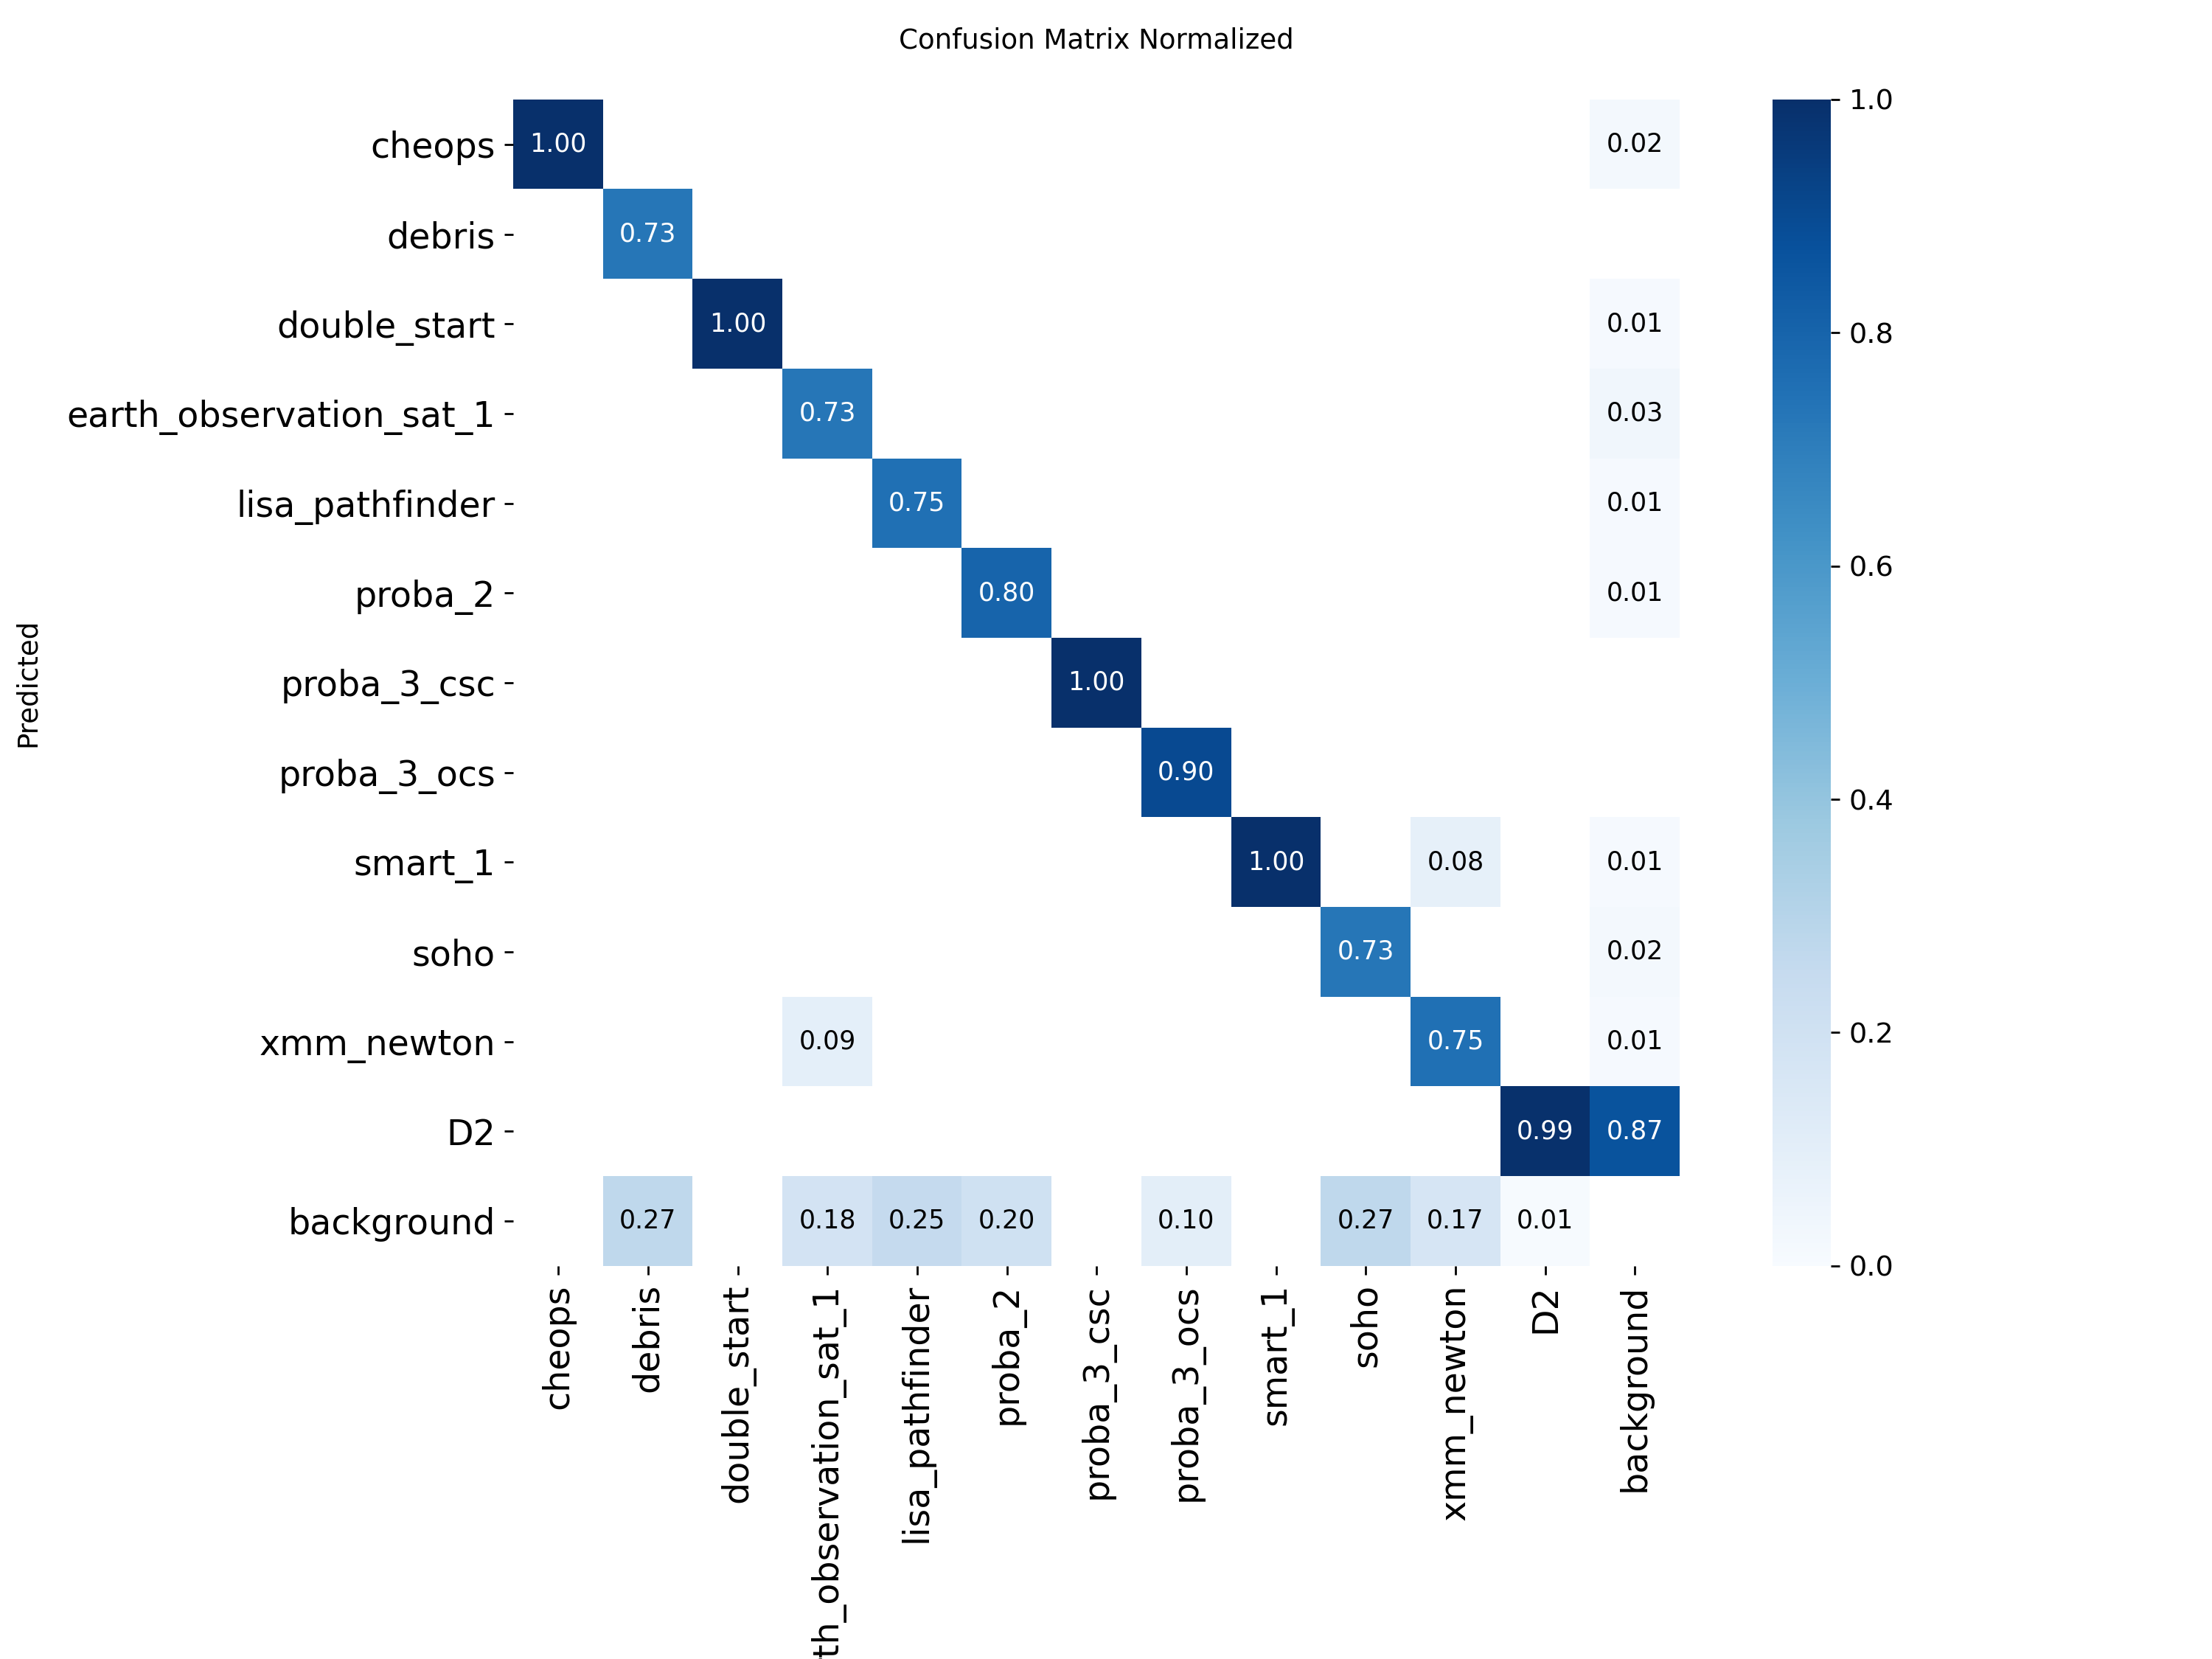 Confusion Matrix Normalized
cheops 1.00 0.02
debris 0.73
double_start 1.00 0.01
earth_observation_sat_1 0.73 0.03
lisa_pathfinder 0.75 0.01
proba_2 0.80 0.01
proba_3_csc 1.00
proba_3_ocs 0.90
smart_1 1.00 0.08 0.01
soho 0.73 0.02
xmm_newton 0.09 0.75 0.01
D2 0.99 0.87
background 0.27 0.18 0.25 0.20 0.10 0.27 0.17 0.01
Predicted
cheops
debris
double_start
th_observation_sat_1
lisa_pathfinder
proba_2
proba_3_csc
proba_3_ocs
smart_1
soho
xmm_newton
D2
background
1.0
0.8
0.6
0.4
0.2
0.0